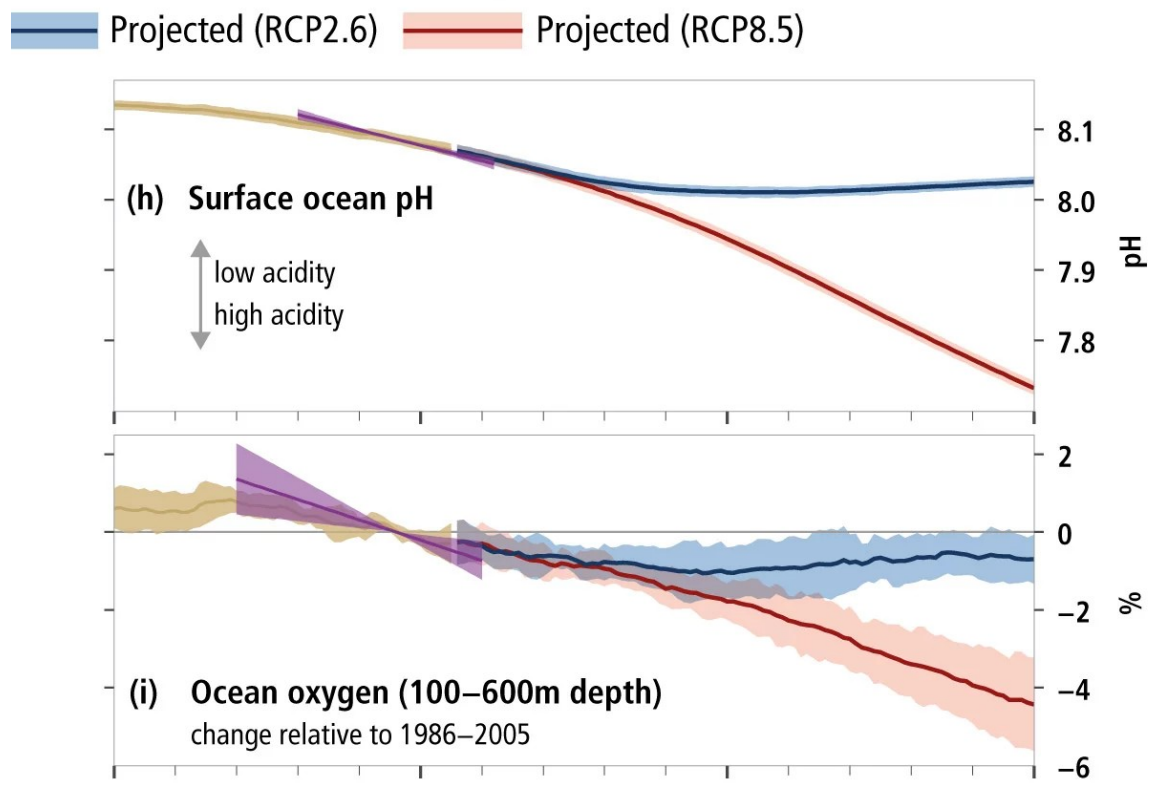 Projected (RCP2.6) Projected (RCP8.5)
8.1
(h) Surface ocean pH
8.0
low acidity
7.9
pH
high acidity
7.8
2
0
−2
%
(i) Ocean oxygen (100–600m depth)
−4
change relative to 1986–2005
−6